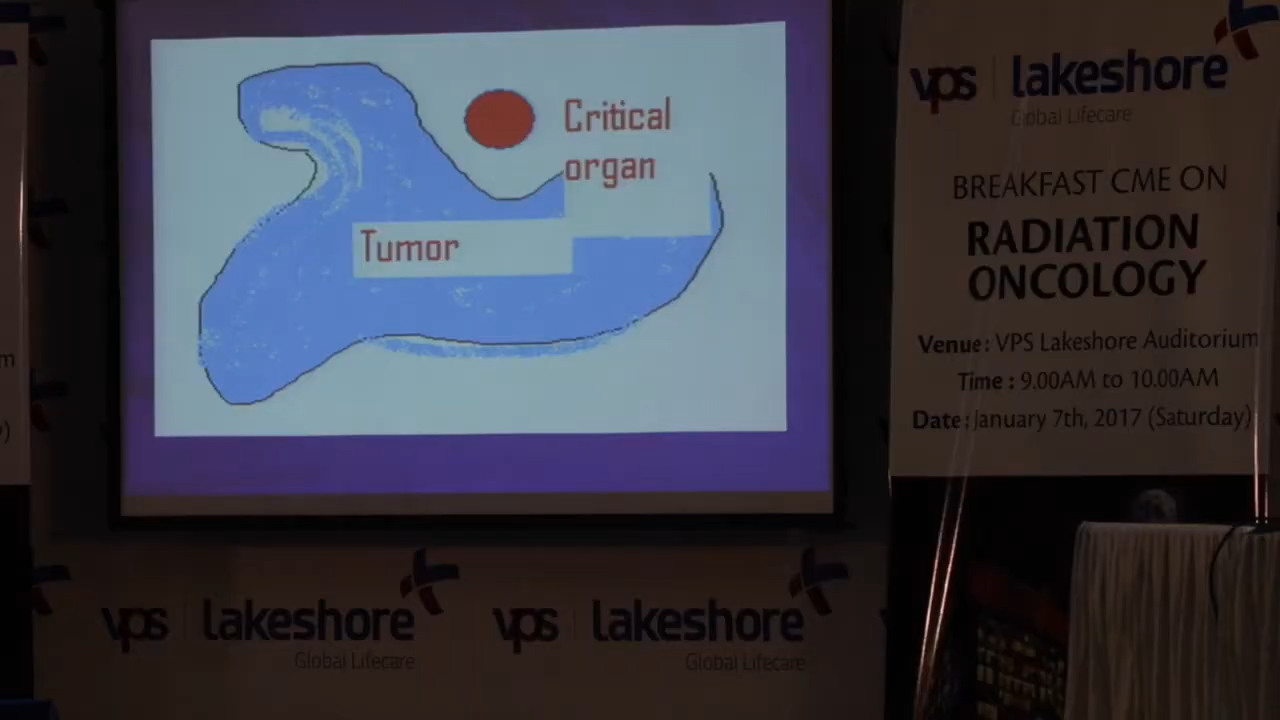 Critical
organ
Tumor
vps | lakeshore
Global Lifecare
BREAKFAST CME ON
RADIATION
ONCOLOGY
Venue: VPS Lakeshore Auditorium
Time : 9.00AM to 10.00AM
Date: January 7th, 2017 (Saturday)
m
)
vps | lakeshore
Global Lifecare
vps | lakeshore
Global Lifecare